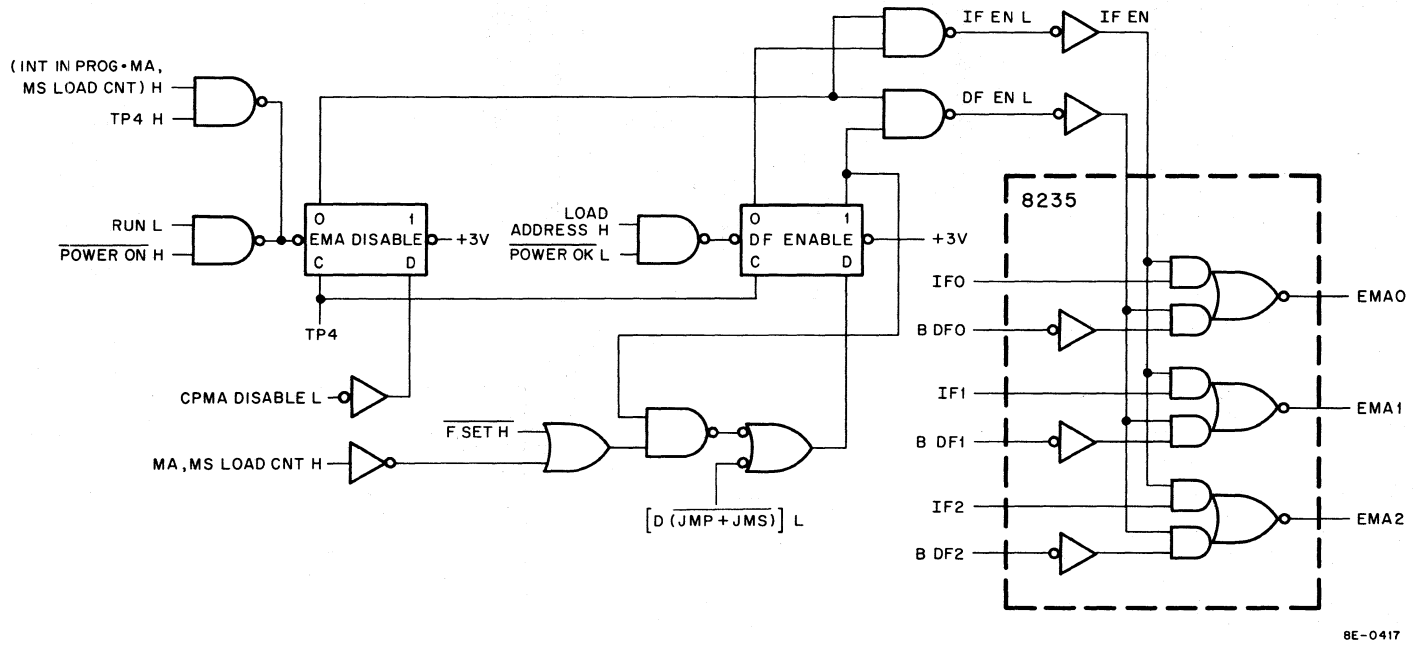 IF EN L
IF EN
(INT IN PROG•MA,
MS LOAD CNT) H
TP4 H
DF EN L
8235
RUN L
POWER ON H
0 1
EMA DISABLE
C D
+3V
LOAD
ADDRESS H
POWER OK L
0 1
DF ENABLE
C D
+3V
TP4
IF0
EMA0
B DF0
CPMA DISABLE L
IF1
EMA1
F SET H
B DF1
MA, MS LOAD CNT H
IF2
[D (JMP + JMS)] L
EMA2
B DF2
8E-0417